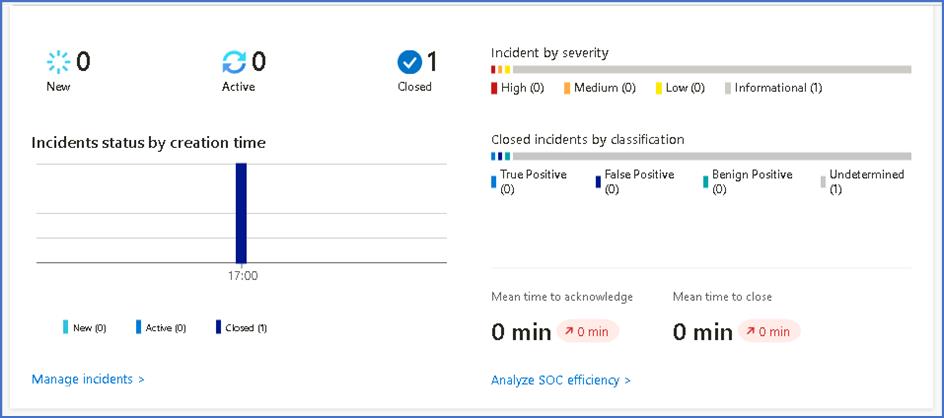 0
New
0
Active
1
Closed
Incidents status by creation time
17:00
New (0)
Active (0)
Closed (1)
Manage incidents >
Incident by severity
High (0)
Medium (0)
Low (0)
Informational (1)
Closed incidents by classification
True Positive
(0)
False Positive
(0)
Benign Positive
(0)
Undetermined
(1)
Mean time to acknowledge
0 min
↗ 0 min
Mean time to close
0 min
↗ 0 min
Analyze SOC efficiency >